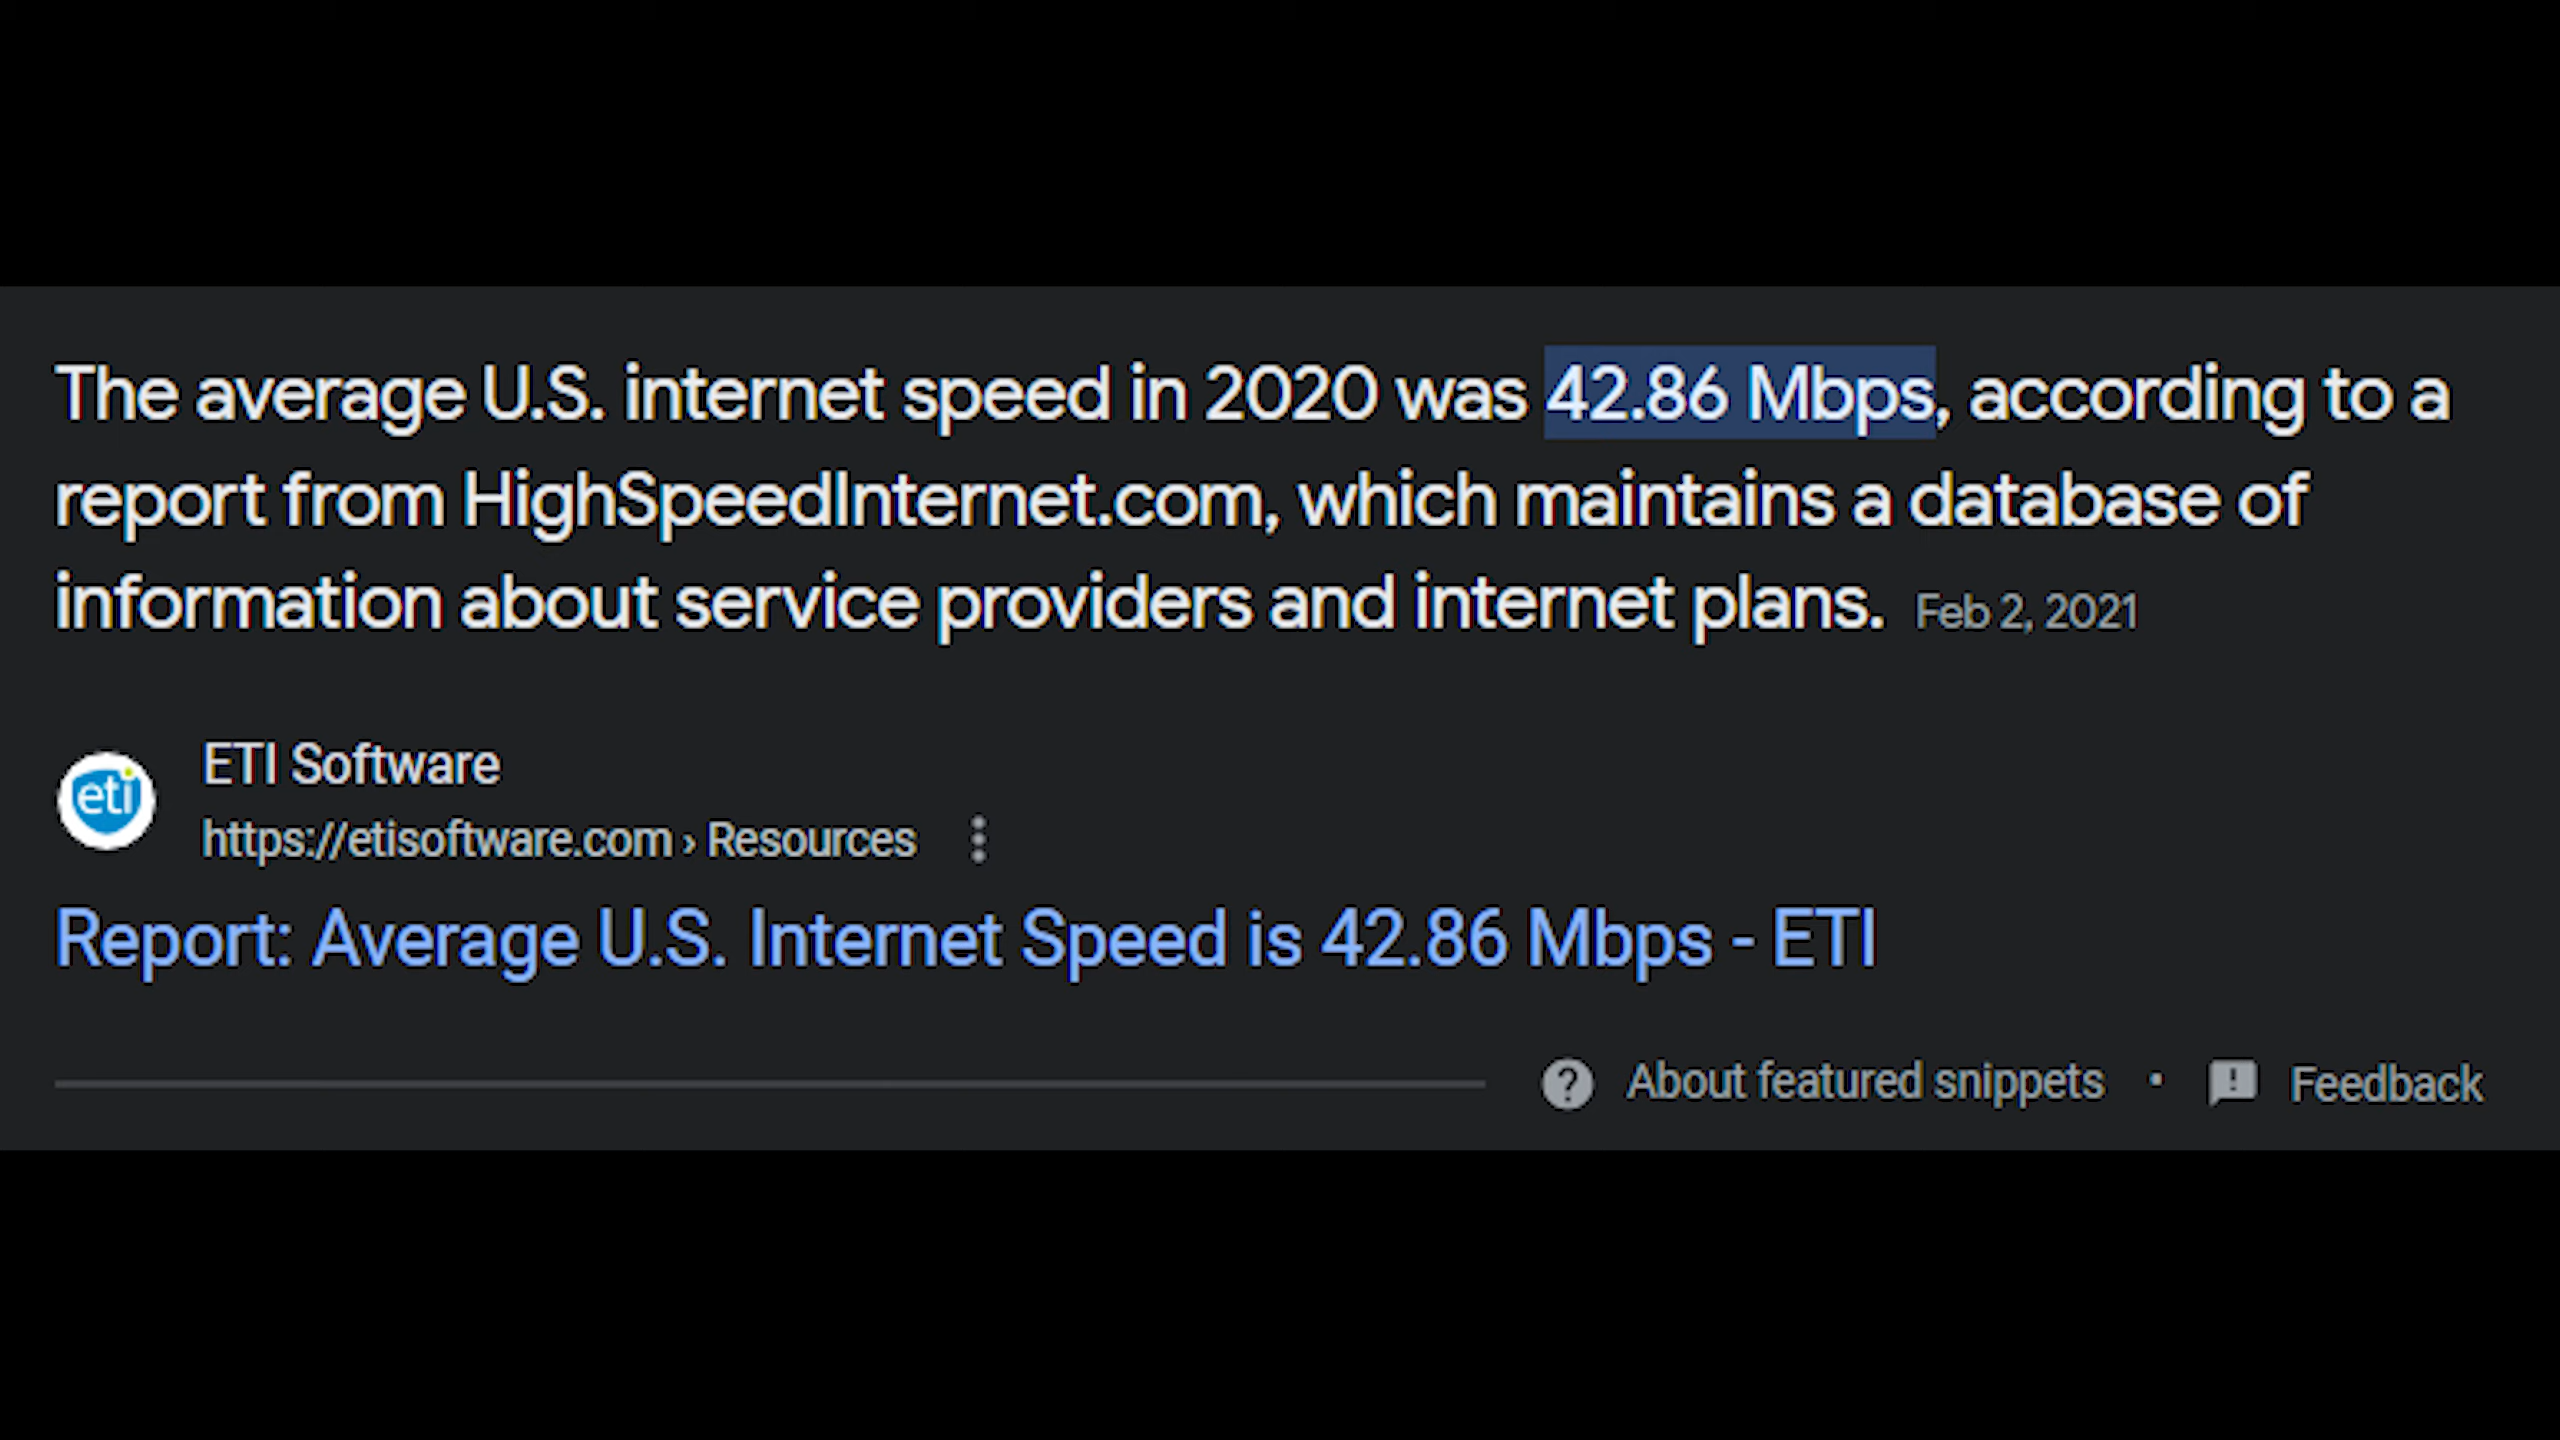 The average U.S. internet speed in 2020 was 42.86 Mbps, according to a
report from HighSpeedInternet.com, which maintains a database of
information about service providers and internet plans. Feb 2, 2021
eti
ETI Software
https://etisoftware.com › Resources
Report: Average U.S. Internet Speed is 42.86 Mbps - ETI
About featured snippets • Feedback